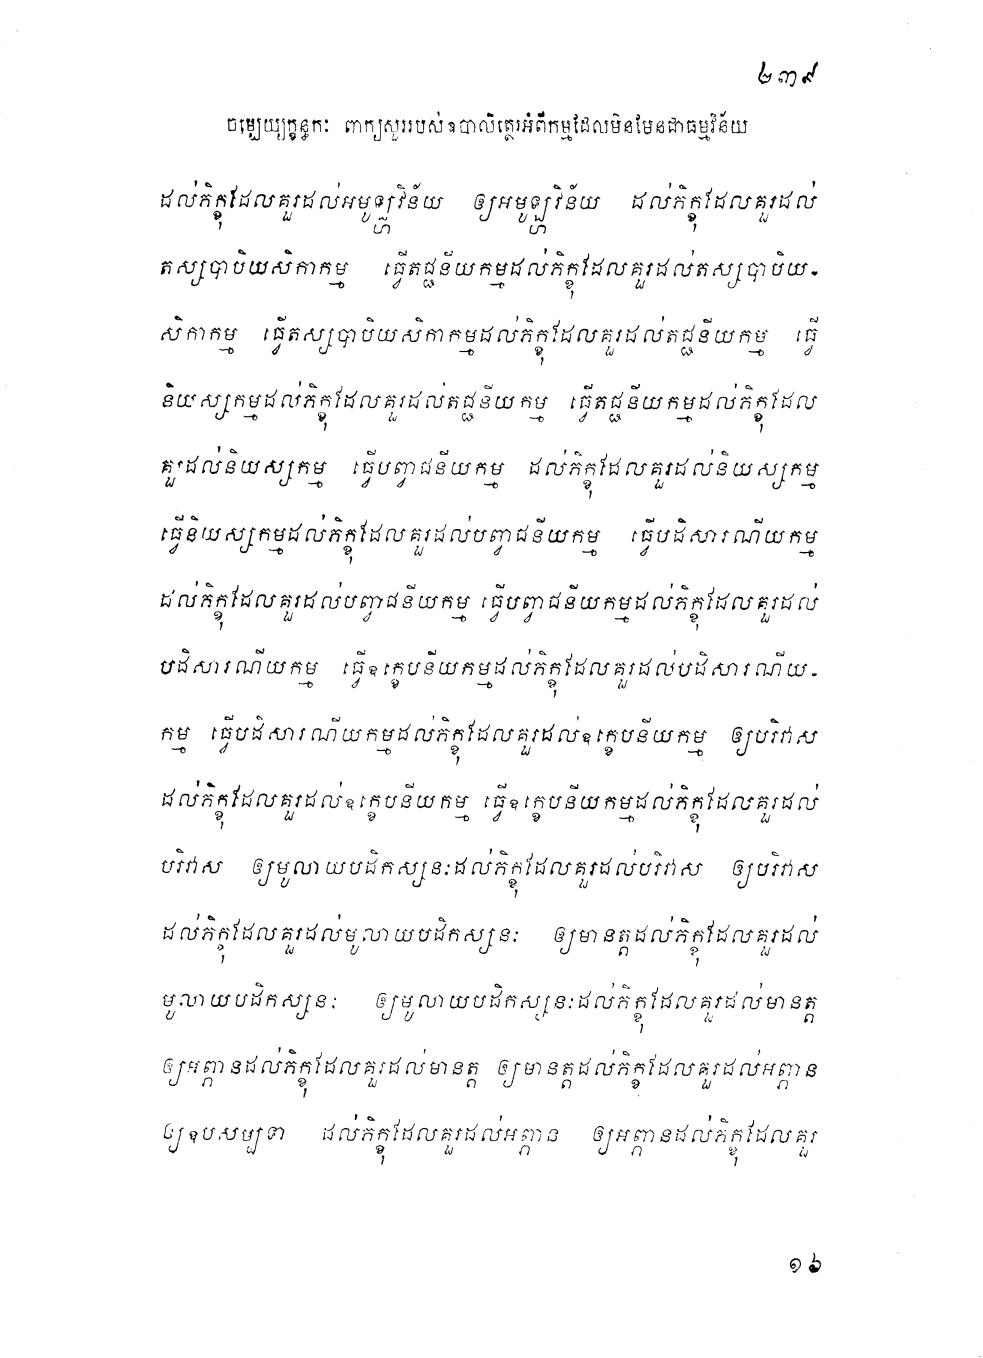 ២៣៩
ចម្បេយ្យក្ខន្ធកៈ ពាក្យសួររបស់ឧបាលិត្ថេរអំពីកម្មដែលមិនមែនជាធម្មវិន័យ
ដល់ភិក្ខុដែលគួរដល់អមូឡ្ហវិន័យ ឲ្យអមូឡ្ហវិន័យ ដល់ភិក្ខុដែលគួរដល់
តស្សបាបិយសិកាកម្ម ធ្វើតជ្ជនីយកម្មដល់ភិក្ខុដែលគួរដល់តស្សបាបិយ-
សិកាកម្ម ធ្វើតស្សបាបិយសិកាកម្មដល់ភិក្ខុដែលគួរដល់តជ្ជនីយកម្ម ធ្វើ
និយស្សកម្មដល់ភិក្ខុដែលគួរដល់តជ្ជនីយកម្ម ធ្វើតជ្ជនីយកម្មដល់ភិក្ខុដែល
គួរដល់និយស្សកម្ម ធ្វើបព្វាជនីយកម្ម ដល់ភិក្ខុដែលគួរដល់និយស្សកម្ម
ធ្វើនិយស្សកម្មដល់ភិក្ខុដែលគួរដល់បព្វាជនីយកម្ម ធ្វើបដិសារណីយកម្ម
ដល់ភិក្ខុដែលគួរដល់បព្វាជនីយកម្ម ធ្វើបព្វាជនីយកម្មដល់ភិក្ខុដែលគួរដល់
បដិសារណីយកម្ម ធ្វើឧក្ខេបនីយកម្មដល់ភិក្ខុដែលគួរដល់បដិសារណីយ-
កម្ម ធ្វើបដិសារណីយកម្មដល់ភិក្ខុដែលគួរដល់ឧក្ខេបនីយកម្ម ឲ្យបរិវាស
ដល់ភិក្ខុដែលគួរដល់ឧក្ខេបនីយកម្ម ធ្វើឧក្ខេបនីយកម្មដល់ភិក្ខុដែលគួរដល់
បរិវាស ឲ្យមូលាយបដិកស្សនៈដល់ភិក្ខុដែលគួរដល់បរិវាស ឲ្យបរិវាស
ដល់ភិក្ខុដែលគួរដល់មូលាយបដិកស្សនៈ ឲ្យមានត្តដល់ភិក្ខុដែលគួរដល់
មូលាយបដិកស្សនៈ ឲ្យមូលាយបដិកស្សនៈដល់ភិក្ខុដែលគួរដល់មានត្ត
ឲ្យអព្ភានដល់ភិក្ខុដែលគួរដល់មានត្ត ឲ្យមានត្តដល់ភិក្ខុដែលគួរដល់អព្ភាន
ឲ្យឧបសម្បទា ដល់ភិក្ខុដែលគួរដល់អព្ភាន ឲ្យអព្ភានដល់ភិក្ខុដែលគួរ
១៦